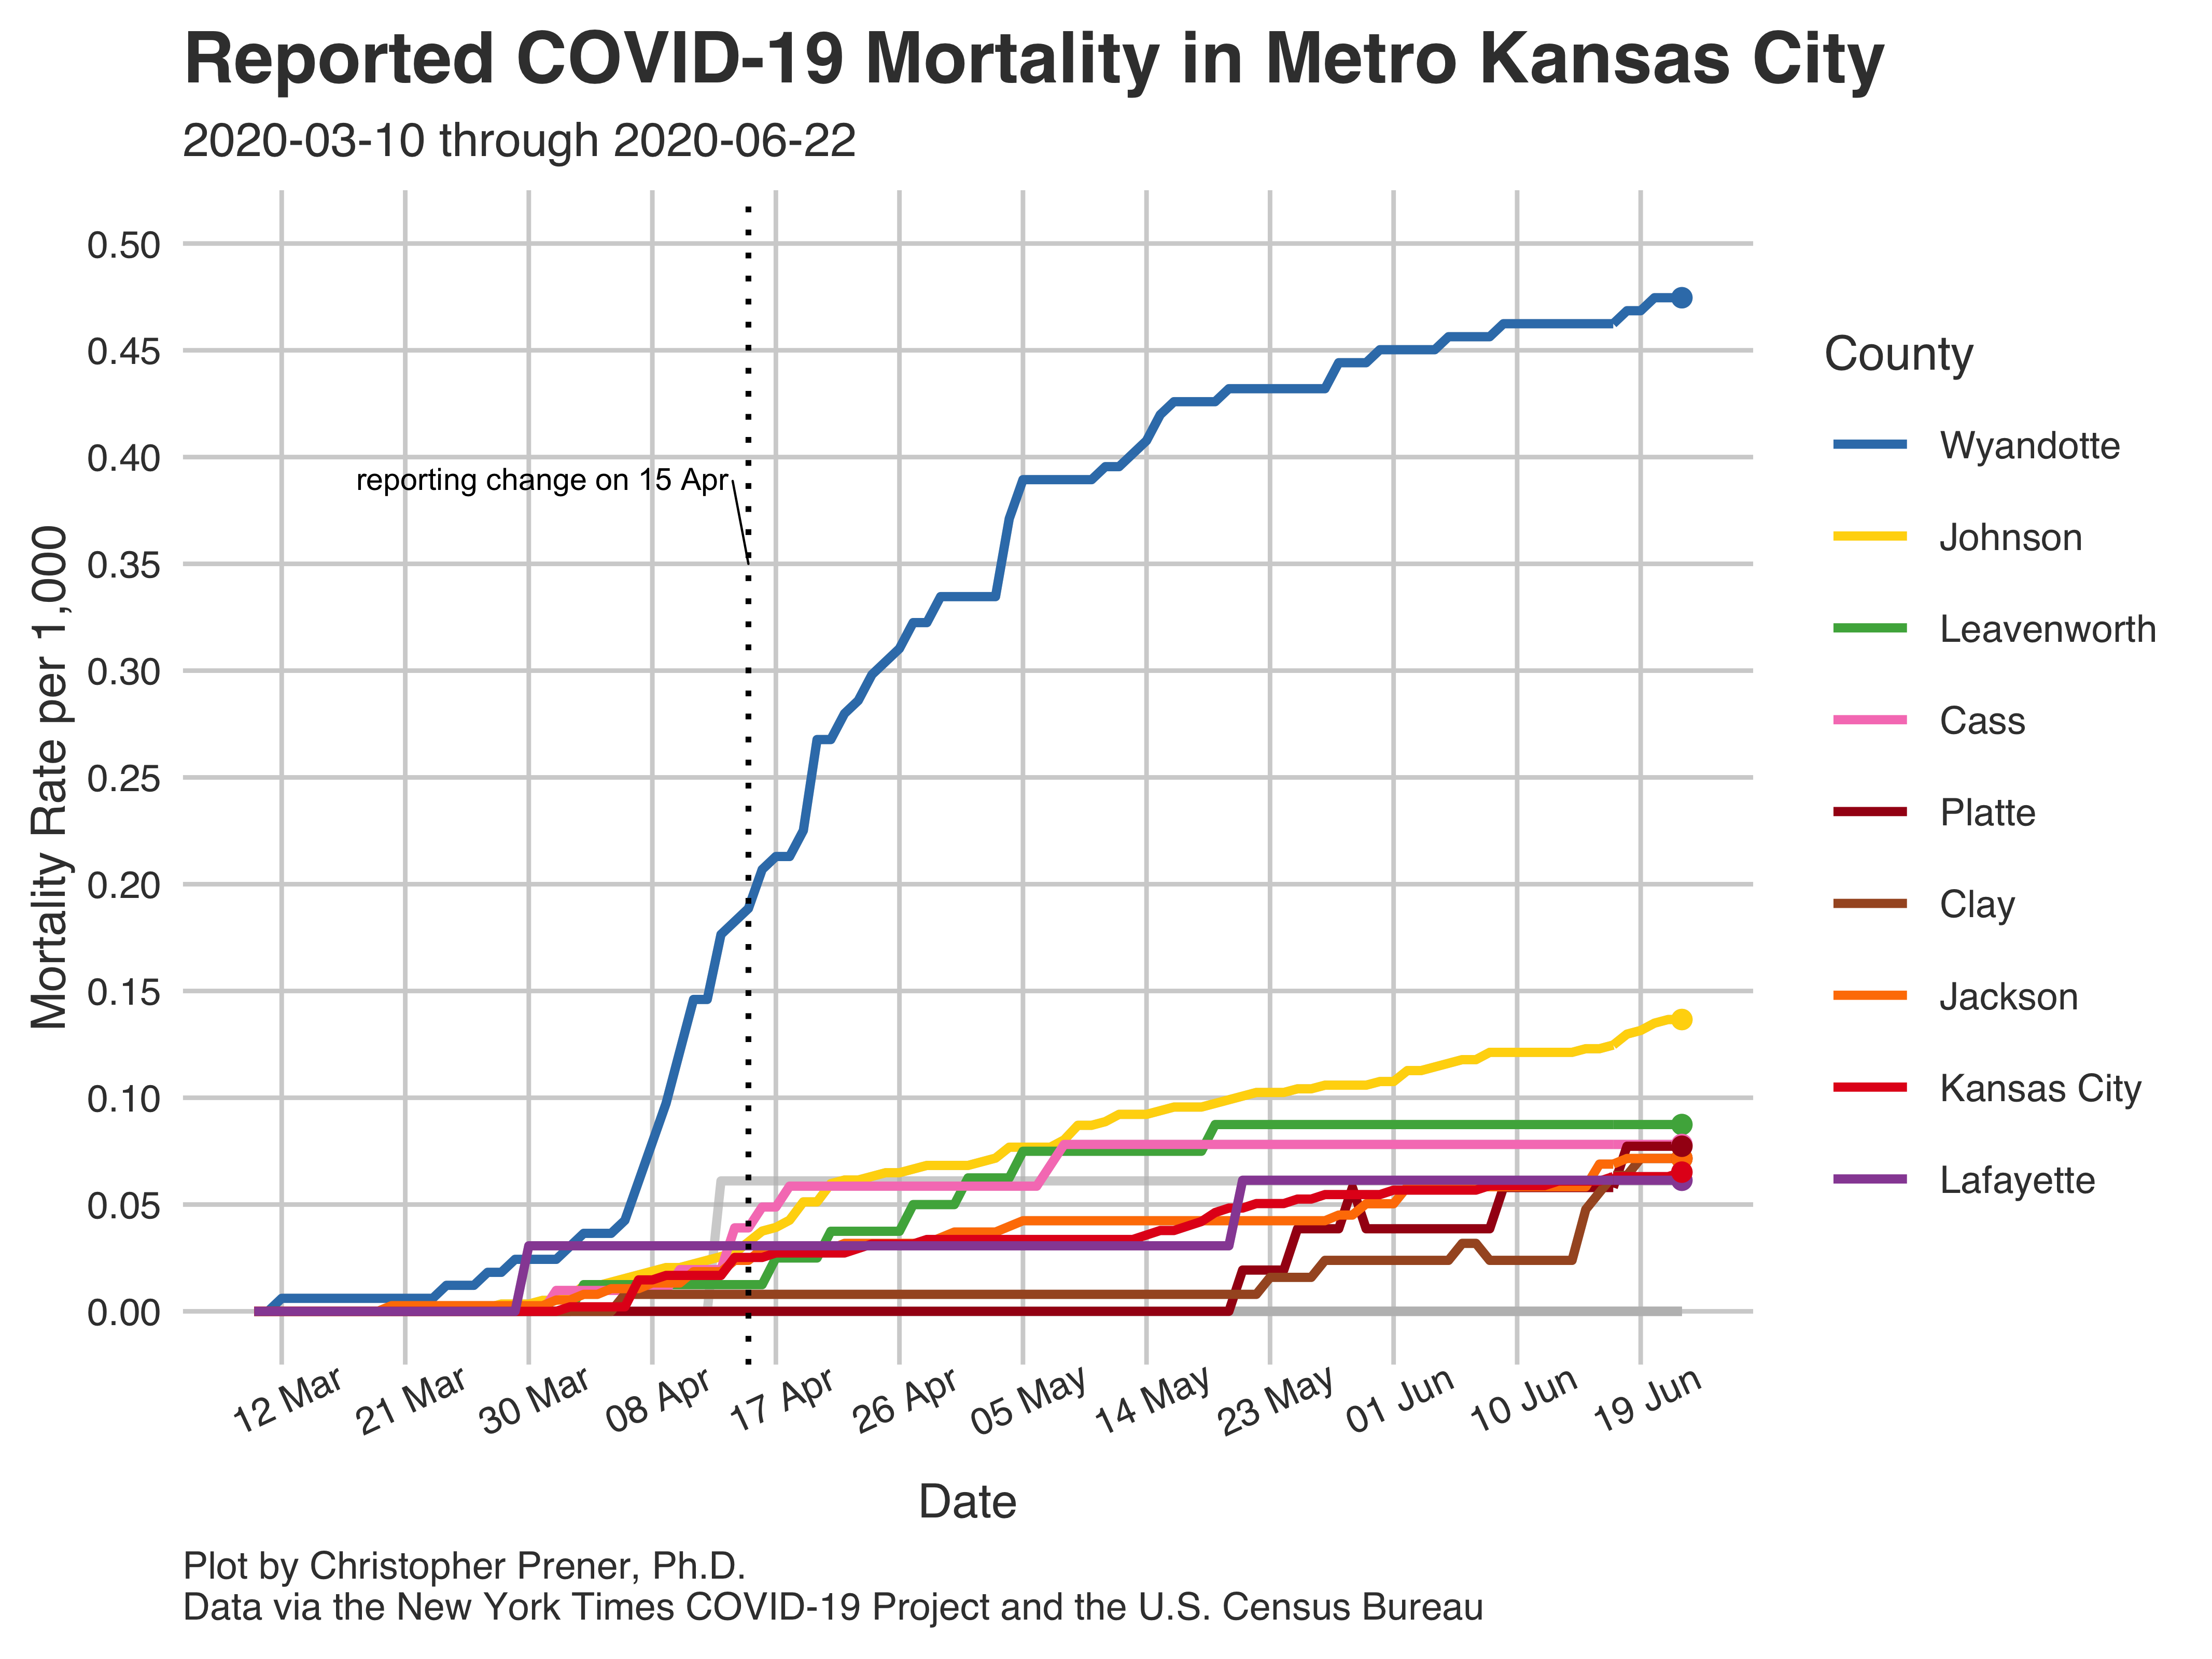 Reported COVID-19 Mortality in Metro Kansas City
2020-03-10 through 2020-06-22
Mortality Rate per 1,000
0.50
0.45
0.40
0.35
0.30
0.25
0.20
0.15
0.10
0.05
0.00
reporting change on 15 Apr
12 Mar
21 Mar
30 Mar
08 Apr
17 Apr
26 Apr
05 May
14 May
23 May
01 Jun
10 Jun
19 Jun
Date
County
Wyandotte
Johnson
Leavenworth
Cass
Platte
Clay
Jackson
Kansas City
Lafayette
Plot by Christopher Prener, Ph.D.
Data via the New York Times COVID-19 Project and the U.S. Census Bureau